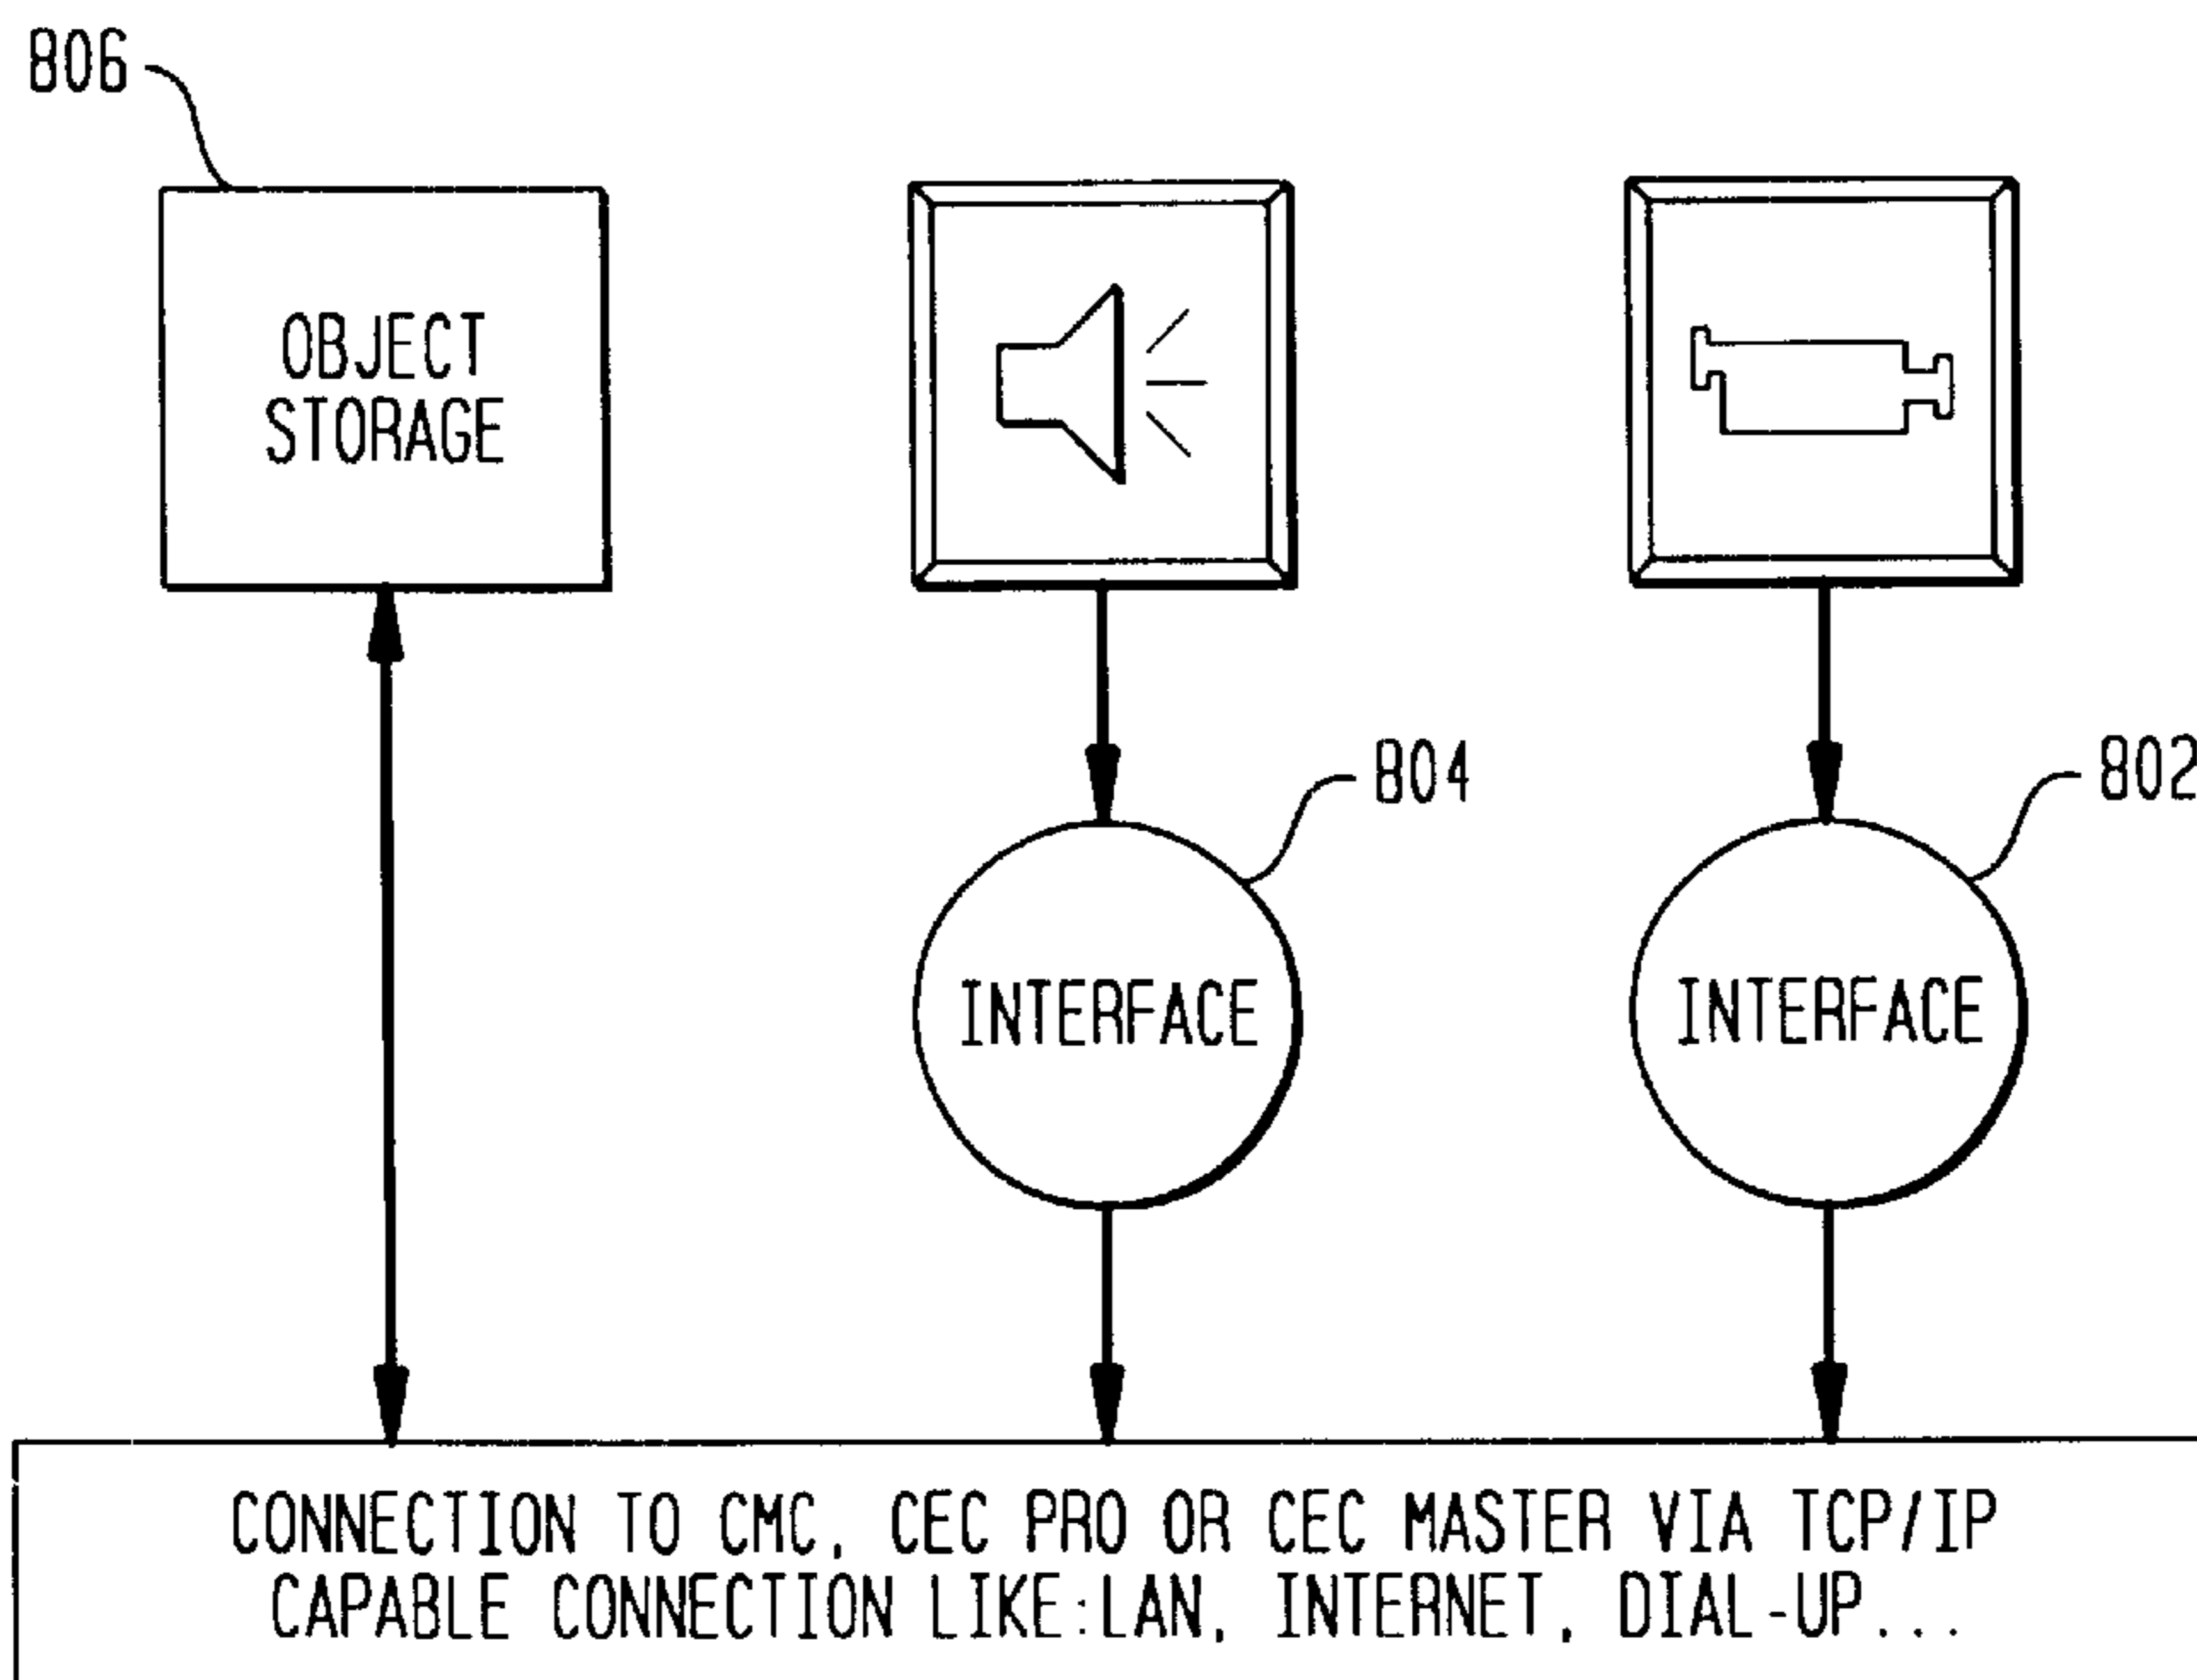 806
OBJECT
STORAGE
804
802
INTERFACE
INTERFACE
CONNECTION TO CMC, CEC PRO OR CEC MASTER VIA TCP/IP
CAPABLE CONNECTION LIKE:LAN, INTERNET, DIAL-UP...